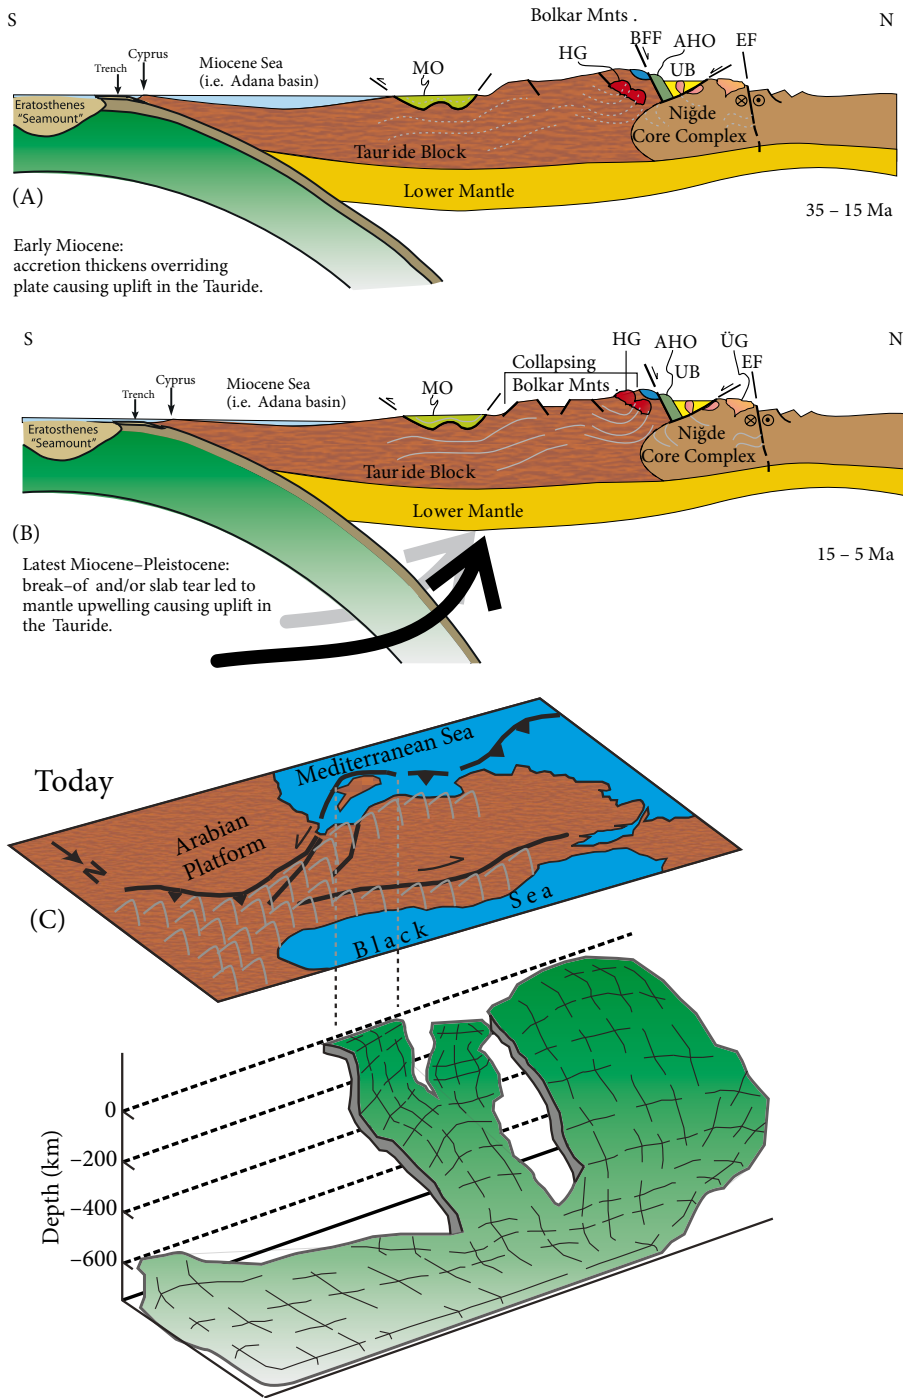 S
N
Bolkar Mnts .
Trench
Cyprus
Miocene Sea
(i.e. Adana basin)
MO
HG
BFF
AHO
UB
EF
Eratosthenes
"Seamount"
Niğde
Core Complex
Tauride Block
Lower Mantle
(A)
35 – 15 Ma
Early Miocene:
accretion thickens overriding
plate causing uplift in the Tauride.
S
N
Trench
Cyprus
Miocene Sea
(i.e. Adana basin)
MO
Collapsing
Bolkar Mnts .
HG
AHO
UB
ÜG
EF
Eratosthenes
"Seamount"
Niğde
Core Complex
Tauride Block
Lower Mantle
(B)
15 – 5 Ma
Latest Miocene–Pleistocene:
break–of and/or slab tear led to
mantle upwelling causing uplift in
the Tauride.
Today
Mediterranean Sea
Arabian
Platform
N
(C)
Black Sea
Depth (km)
0
–200
–400
–600